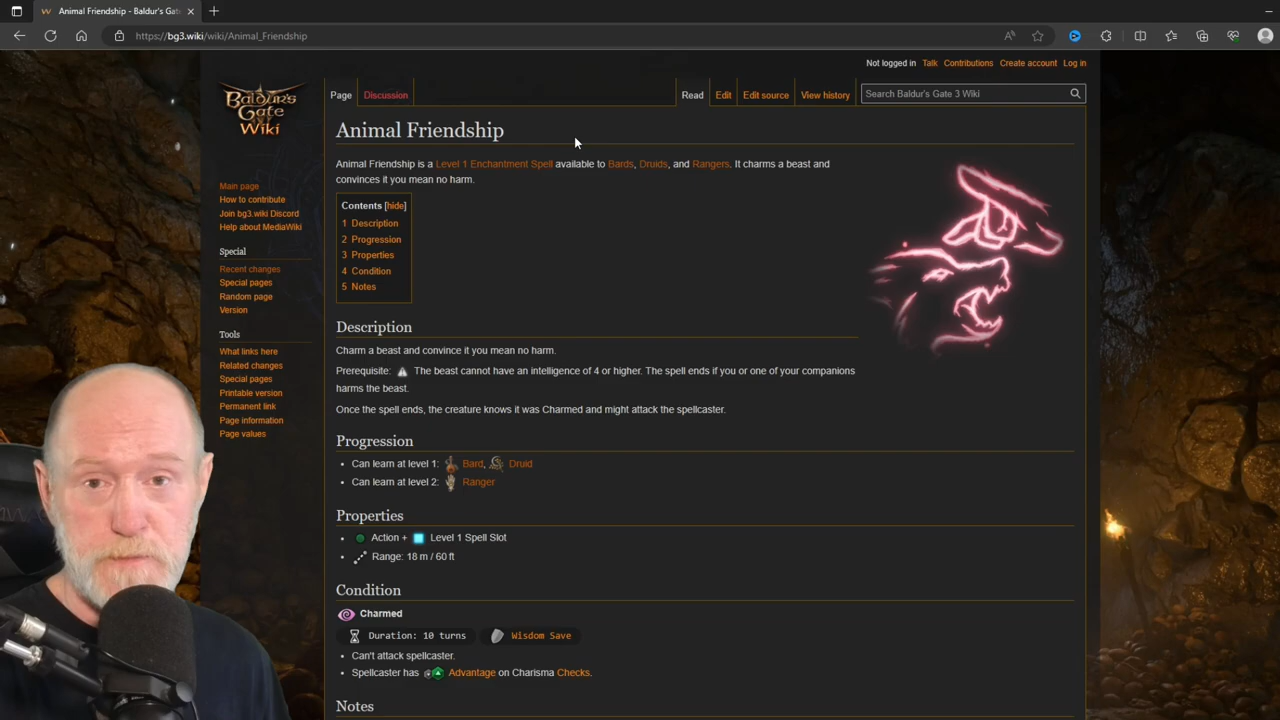 Animal Friendship - Baldur's Gat
https://bg3.wiki/wiki/Animal_Friendship
Not logged in Talk Contributions Create account Log in
Baldur's
Gate
Wiki
Page Discussion Read Edit Edit source View history Search Baldur's Gate 3 Wiki
Main page
How to contribute
Join bg3.wiki Discord
Help about MediaWiki
Special
Recent changes
Special pages
Random page
Version
Tools
What links here
Related changes
Special pages
Printable version
Permanent link
Page information
Page values
Animal Friendship
Animal Friendship is a Level 1 Enchantment Spell available to Bards, Druids, and Rangers. It charms a beast and
convinces it you mean no harm.
Contents [hide]
1 Description
2 Progression
3 Properties
4 Condition
5 Notes
Description
Charm a beast and convince it you mean no harm.
Prerequisite: The beast cannot have an intelligence of 4 or higher. The spell ends if you or one of your companions
harms the beast.
Once the spell ends, the creature knows it was Charmed and might attack the spellcaster.
Progression
Can learn at level 1: Bard, Druid
Can learn at level 2: Ranger
Properties
Action + Level 1 Spell Slot
Range: 18 m / 60 ft
Condition
Charmed
Duration: 10 turns Wisdom Save
Can't attack spellcaster.
Spellcaster has Advantage on Charisma Checks.
Notes